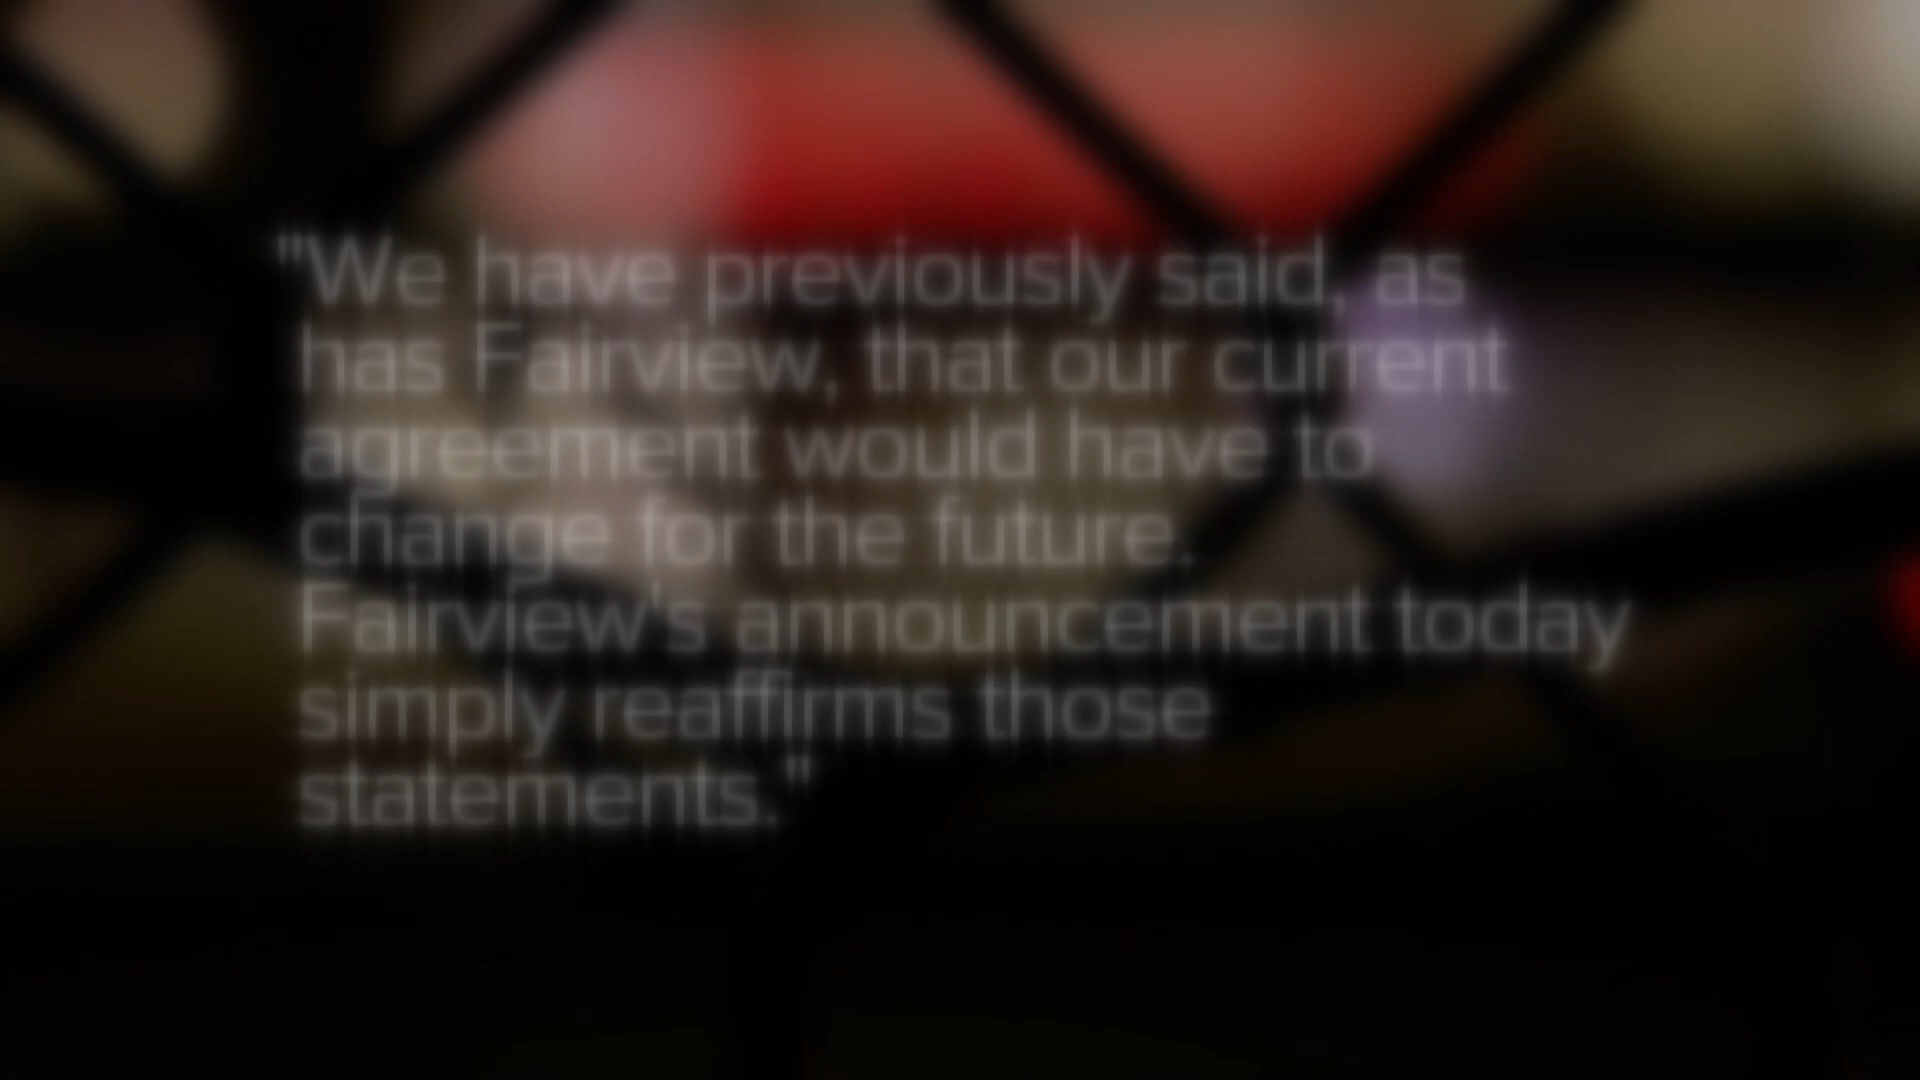 "We have previously said, as
has Fairview, that our current
agreement would have to
change for the future.
Fairview's announcement today
simply reaffirms those
statements."